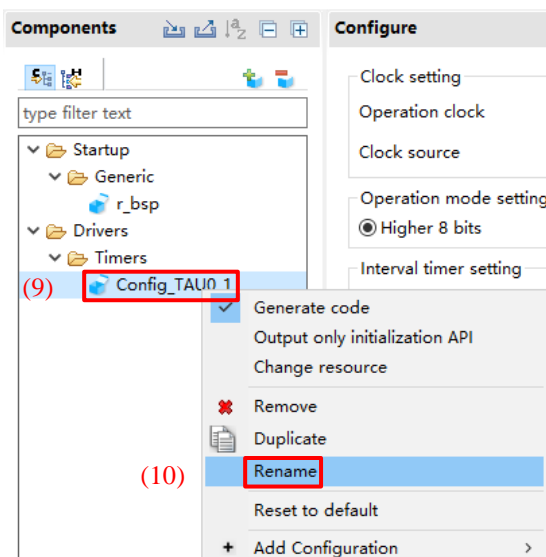 Components
Configure
type filter text
Startup
Generic
r_bsp
Drivers
Timers
(9) Config_TAU0_1
Clock setting
Operation clock
Clock source
Operation mode setting
Higher 8 bits
Interval timer setting
Generate code
Output only initialization API
Change resource
Remove
Duplicate
(10) Rename
Reset to default
Add Configuration